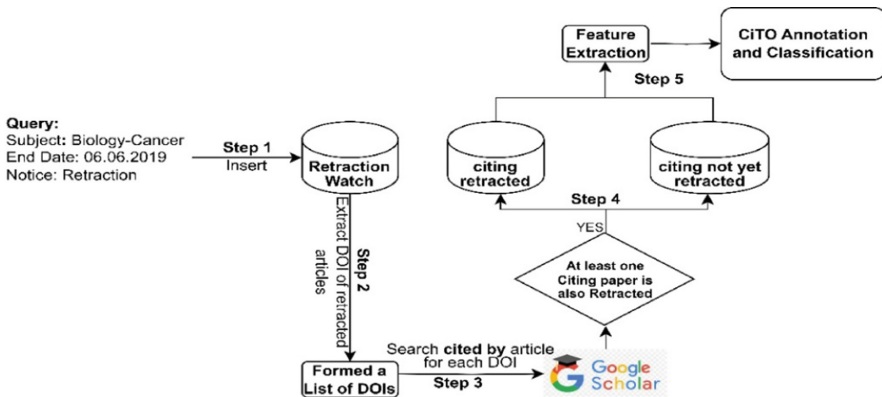 Query:
Subject: Biology-Cancer
End Date: 06.06.2019
Notice: Retraction
Step 1
Insert
Retraction
Watch
Step 2
Extract DOI of retracted
articles
Formed a
List of DOIs
Search cited by article
for each DOI
Step 3
Google
Scholar
At least one
Citing paper is
also Retracted
YES
Step 4
citing
retracted
citing not yet
retracted
Step 5
Feature
Extraction
CiTO Annotation
and Classification